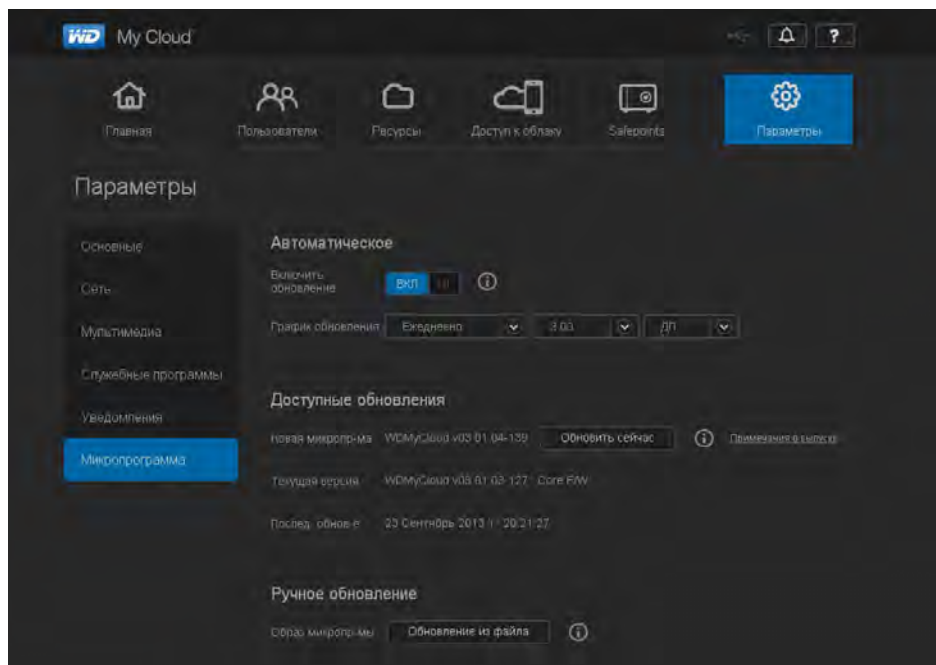 WD My Cloud ?
Главная Пользователи Ресурсы Доступ к облаку Safepoints Параметры
Параметры
Основные
Сеть
Мультимедиа
Служебные программы
Уведомления
Микропрограмма
Автоматическое
Включить
обновление ВКЛ
График обновления Ежедневно 3:00 ДП
Доступные обновления
Новая микропр-ма WDMyCloud v03.01.04-139 Обновить сейчас Примечания о выпуске
Текущая версия WDMyCloud v03.01.03-127 : Core F/W
Послед. обнов-е 23 Сентябрь 2013 г. 20:21:27
Ручное обновление
Образ микропр-мы Обновление из файла